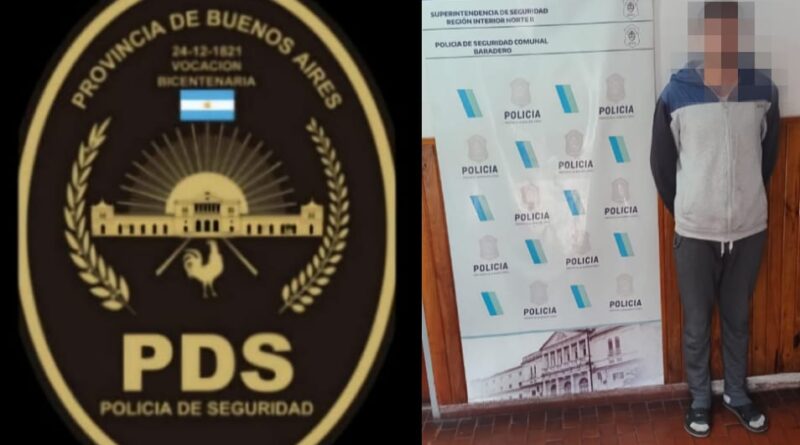 PROVINCIA DE BUENOS AIRES
24-12-1821
VOCACION
BICENTENARIA
PDS
POLICIA DE SEGURIDAD
SUPERINTENDENCIA DE SEGURIDAD
REGIÓN INTERIOR NORTE II
POLICIA DE SEGURIDAD COMUNAL
BARADERO
POLICIA
POLICIA
POLICIA
POLICIA
POLICIA
POLICIA
POLICIA
POLICIA
POLICIA
POLICIA